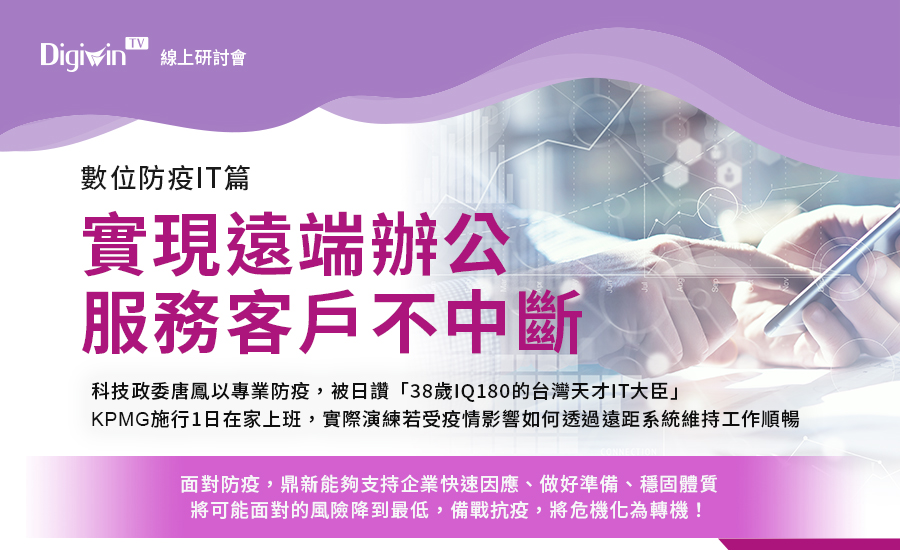 Digiwin TV 線上研討會
數位防疫IT篇
實現遠端辦公
服務客戶不中斷
科技政委唐鳳以專業防疫，被日讚「38歲IQ180的台灣天才IT大臣」
KPMG施行1日在家上班，實際演練若受疫情影響如何透過遠距系統維持工作順暢
面對防疫，鼎新能夠支持企業快速因應、做好準備、穩固體質
將可能面對的風險降到最低，備戰抗疫，將危機化為轉機！